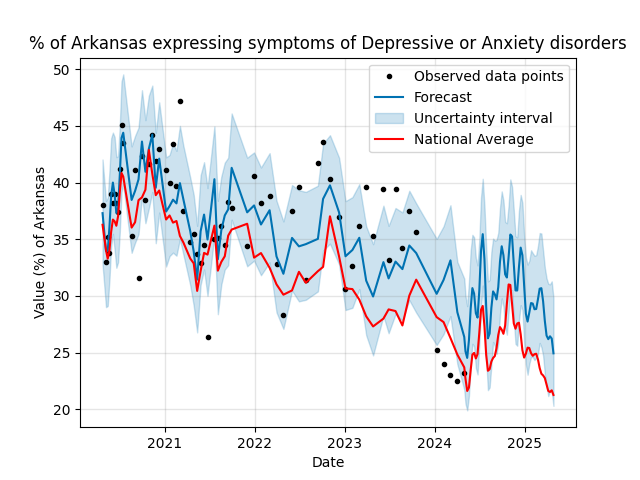 % of Arkansas expressing symptoms of Depressive or Anxiety disorders
Observed data points
Forecast
Uncertainty interval
National Average
50
45
40
35
30
25
20
Value (%) of Arkansas
2021
2022
2023
2024
2025
Date